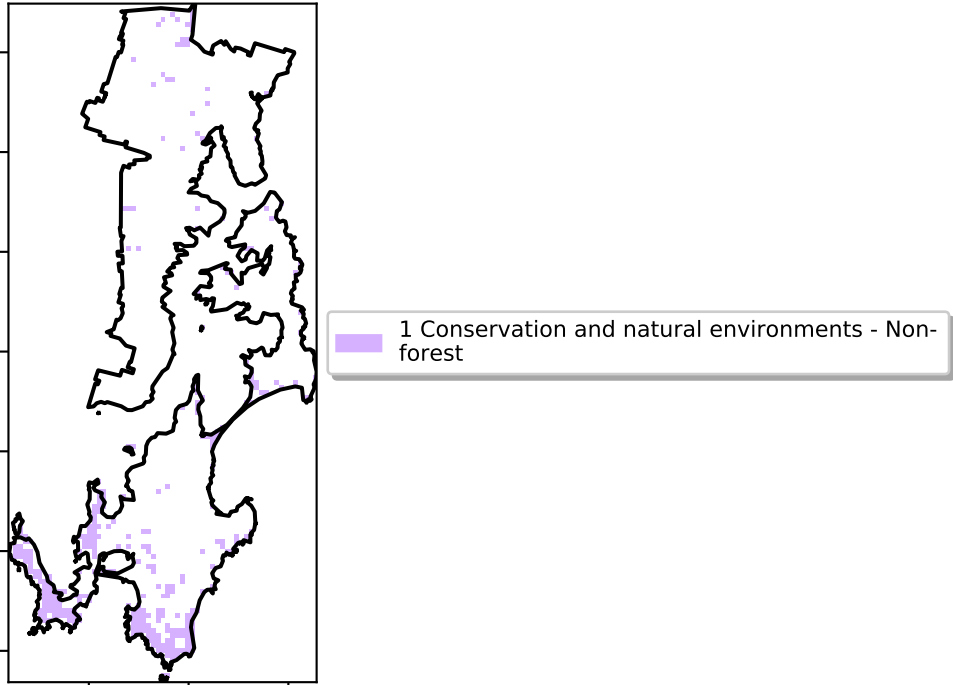 1 Conservation and natural environments - Non-
forest